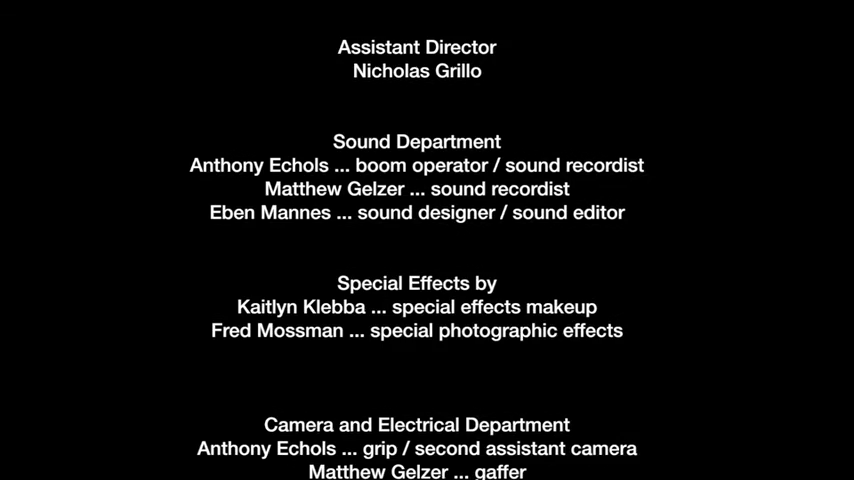 Assistant Director
Nicholas Grillo
Sound Department
Anthony Echols ... boom operator / sound recordist
Matthew Gelzer ... sound recordist
Eben Mannes ... sound designer / sound editor
Special Effects by
Kaitlyn Klebba ... special effects makeup
Fred Mossman ... special photographic effects
Camera and Electrical Department
Anthony Echols ... grip / second assistant camera
Matthew Gelzer ... gaffer